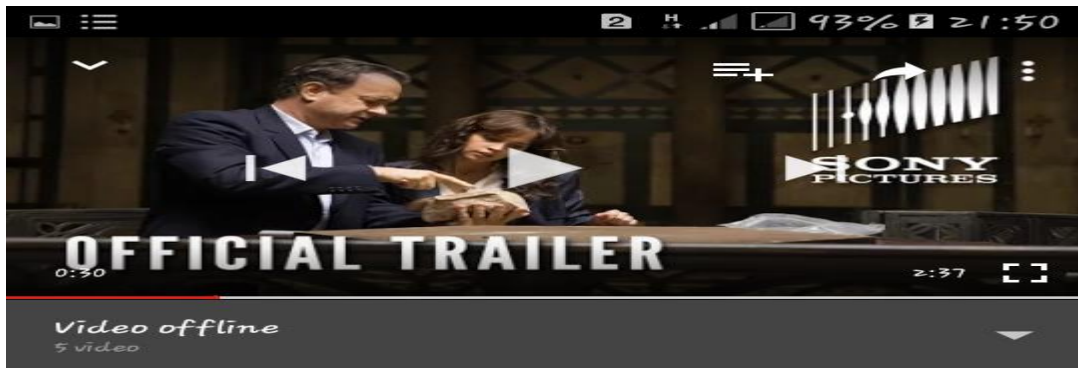 2 H+ 93% 21:50
SONY
PICTURES
OFFICIAL TRAILER
0:30 2:37
Video offline
5 video